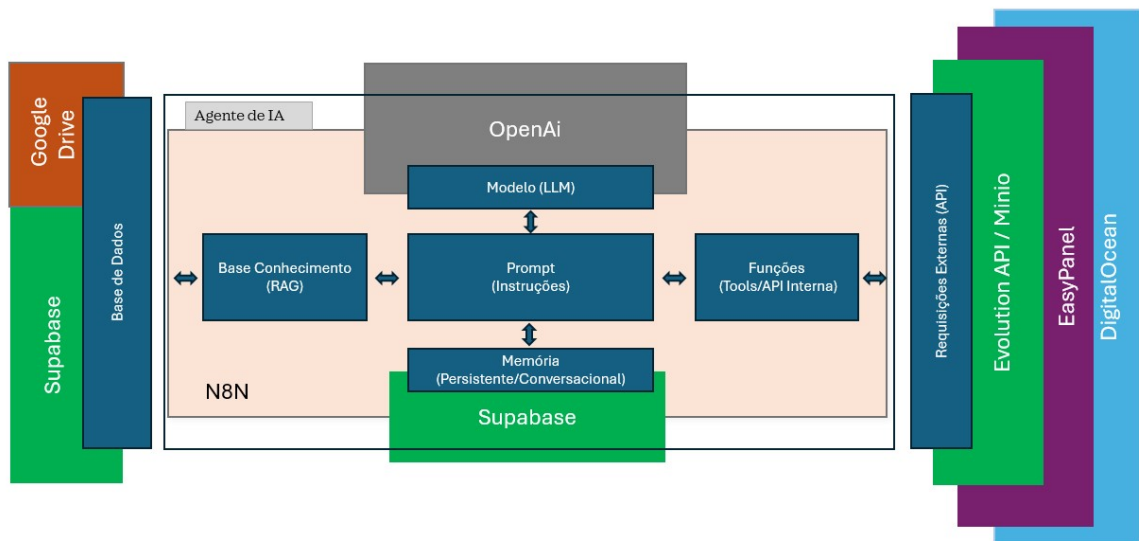 Google
Drive
Supabase
Base de Dados
Agente de IA
OpenAi
Modelo (LLM)
Base Conhecimento
(RAG)
Prompt
(Instruções)
Funções
(Tools/API Interna)
Memória
(Persistente/Conversacional)
N8N
Supabase
Requisições Externas (API)
Evolution API / Minio
EasyPanel
DigitalOcean